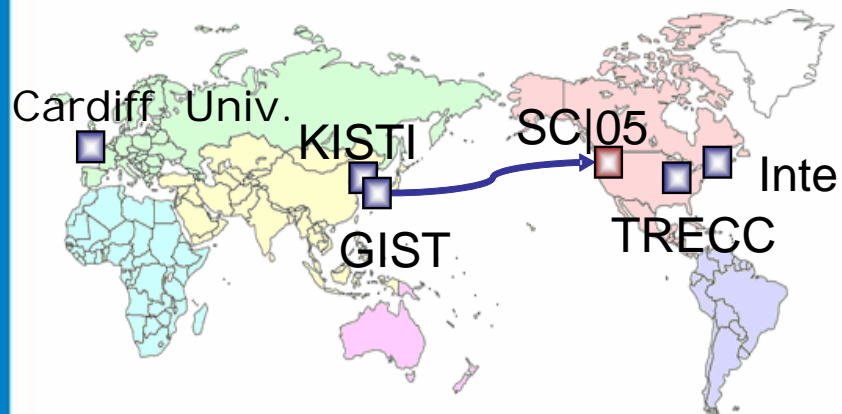 Cardiff Univ.
KISTI
SC|05
Inte
GIST
TRECC